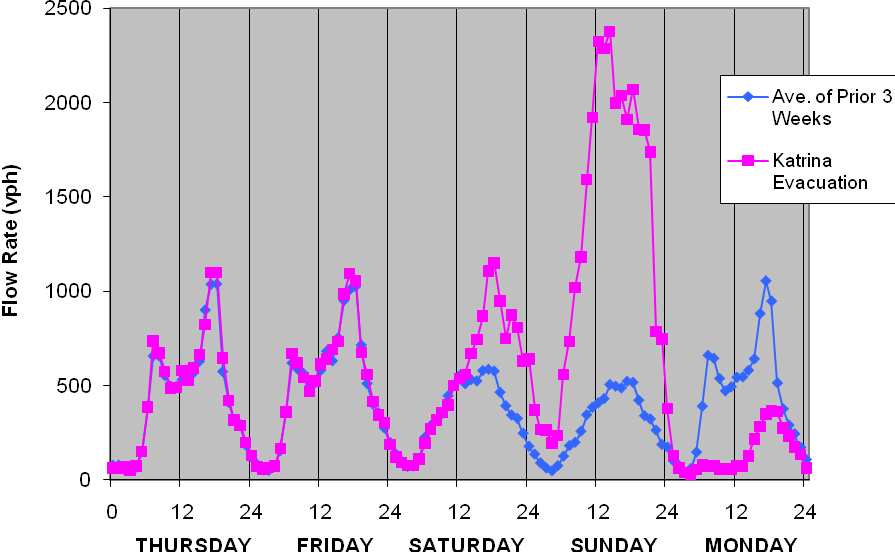 2500
2000
1500
1000
500
0
Flow Rate (vph)
0 12 24 12 24 12 24 12 24 12 24
THURSDAY FRIDAY SATURDAY SUNDAY MONDAY
Ave. of Prior 3
Weeks
Katrina
Evacuation